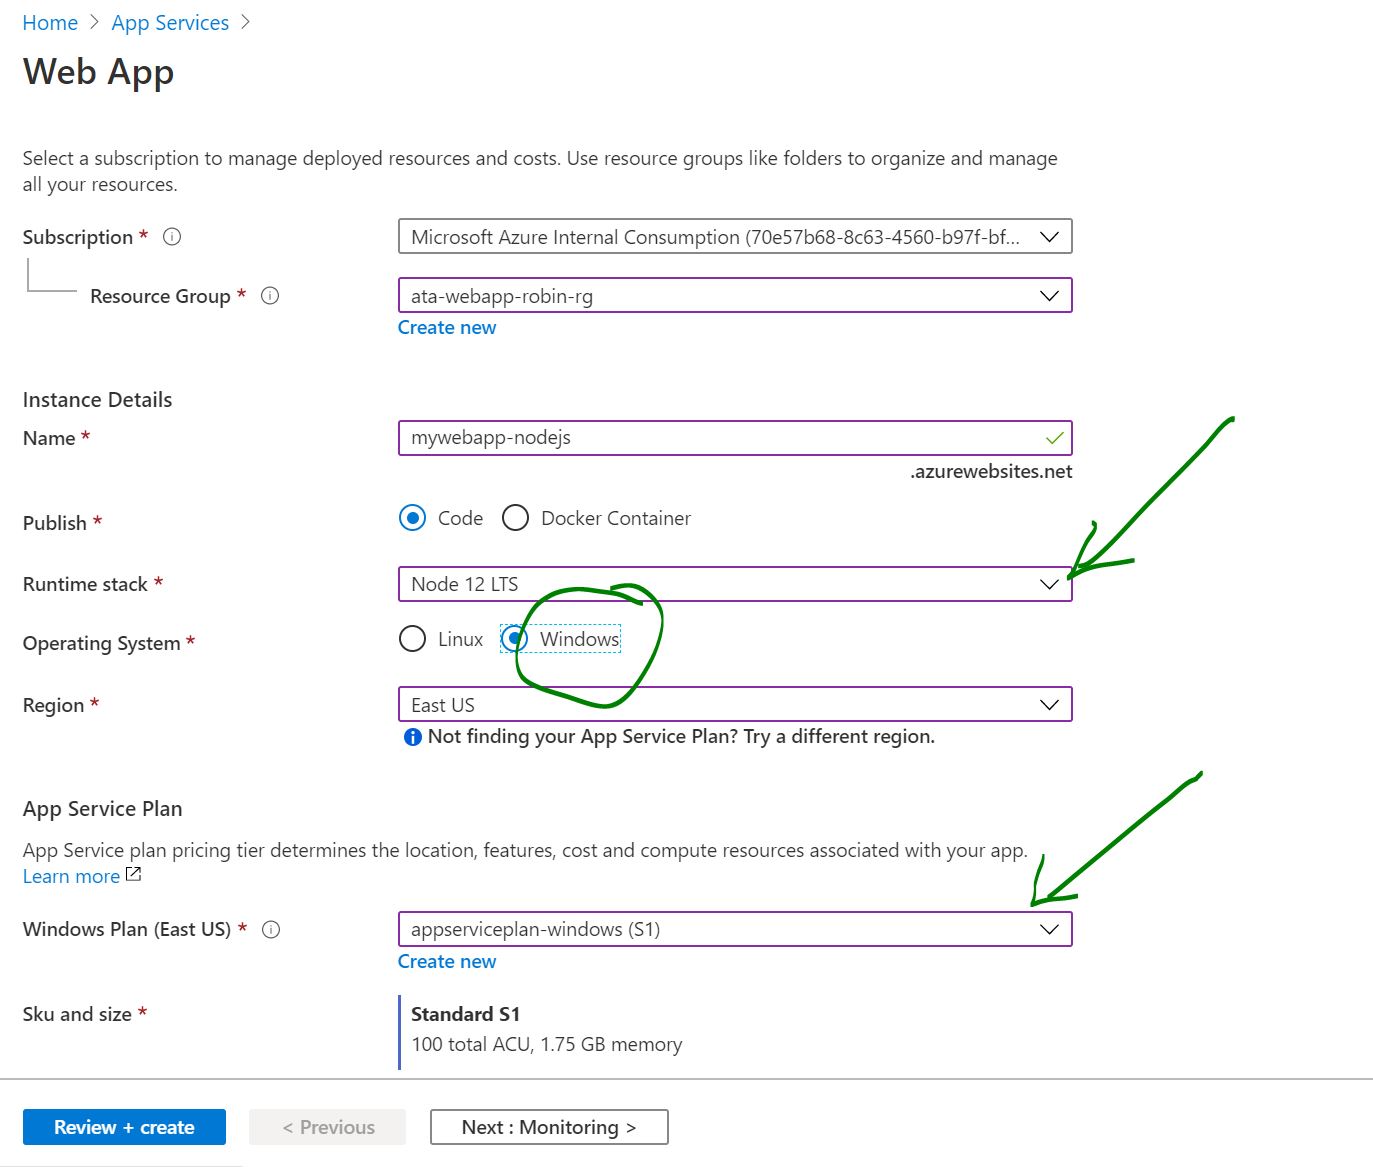 Home > App Services >
Web App
Select a subscription to manage deployed resources and costs. Use resource groups like folders to organize and manage
all your resources.
Subscription *
Microsoft Azure Internal Consumption (70e57b68-8c63-4560-b97f-bf...
Resource Group *
ata-webapp-robin-rg
Create new
Instance Details
Name *
mywebapp-nodejs
.azurewebsites.net
Publish *
Code Docker Container
Runtime stack *
Node 12 LTS
Operating System *
Linux Windows
Region *
East US
Not finding your App Service Plan? Try a different region.
App Service Plan
App Service plan pricing tier determines the location, features, cost and compute resources associated with your app.
Learn more
Windows Plan (East US) *
appserviceplan-windows (S1)
Create new
Sku and size *
Standard S1
100 total ACU, 1.75 GB memory
Review + create
< Previous
Next : Monitoring >